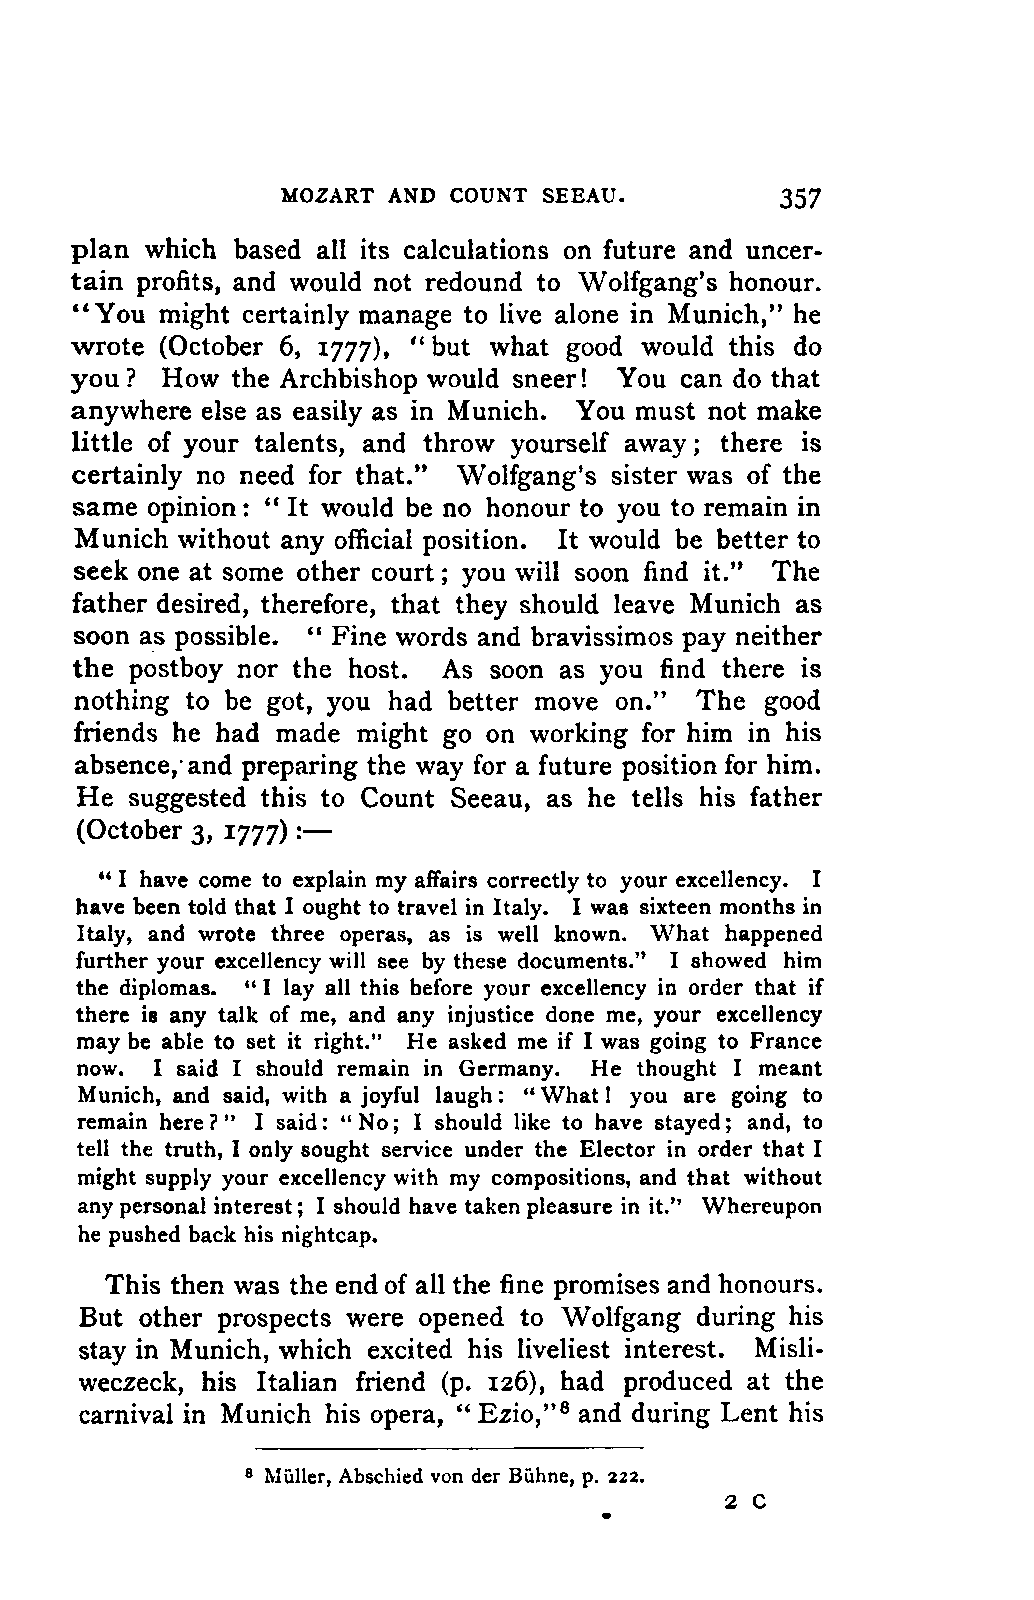 MOZART AND COUNT SEEAU. 357
plan which based all its calculations on future and uncer-
tain profits, and would not redound to Wolfgang's honour.
"You might certainly manage to live alone in Munich," he
wrote (October 6, 1777), "but what good would this do
you? How the Archbishop would sneer! You can do that
anywhere else as easily as in Munich. You must not make
little of your talents, and throw yourself away; there is
certainly no need for that." Wolfgang's sister was of the
same opinion: "It would be no honour to you to remain in
Munich without any official position. It would be better to
seek one at some other court; you will soon find it." The
father desired, therefore, that they should leave Munich as
soon as possible. "Fine words and bravissimos pay neither
the postboy nor the host. As soon as you find there is
nothing to be got, you had better move on." The good
friends he had made might go on working for him in his
absence, and preparing the way for a future position for him.
He suggested this to Count Seeau, as he tells his father
(October 3, 1777):—
"I have come to explain my affairs correctly to your excellency. I
have been told that I ought to travel in Italy. I was sixteen months in
Italy, and wrote three operas, as is well known. What happened
further your excellency will see by these documents." I showed him
the diplomas. "I lay all this before your excellency in order that if
there is any talk of me, and any injustice done me, your excellency
may be able to set it right." He asked me if I was going to France
now. I said I should remain in Germany. He thought I meant
Munich, and said, with a joyful laugh: "What! you are going to
remain here?" I said: "No; I should like to have stayed; and, to
tell the truth, I only sought service under the Elector in order that I
might supply your excellency with my compositions, and that without
any personal interest; I should have taken pleasure in it." Whereupon
he pushed back his nightcap.
This then was the end of all the fine promises and honours.
But other prospects were opened to Wolfgang during his
stay in Munich, which excited his liveliest interest. Misli-
weczeck, his Italian friend (p. 126), had produced at the
carnival in Munich his opera, "Ezio,"⁸ and during Lent his
⁸ Müller, Abschied von der Bühne, p. 222.
2 C